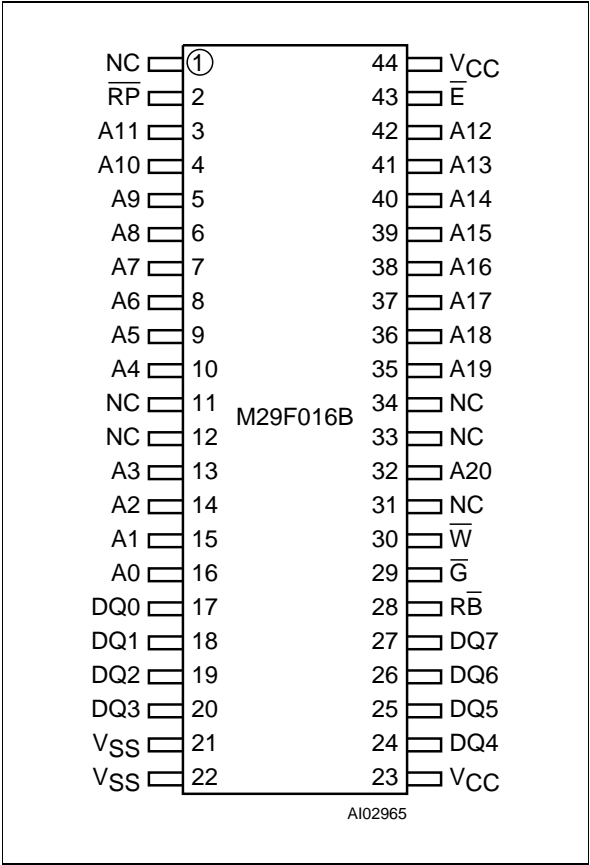 NC 1 44 VCC
R̅P̅ 2 43 E̅
A11 3 42 A12
A10 4 41 A13
A9 5 40 A14
A8 6 39 A15
A7 7 38 A16
A6 8 37 A17
A5 9 36 A18
A4 10 35 A19
NC 11 34 NC
M29F016B
NC 12 33 NC
A3 13 32 A20
A2 14 31 NC
A1 15 30 W̅
A0 16 29 G̅
DQ0 17 28 RB̅
DQ1 18 27 DQ7
DQ2 19 26 DQ6
DQ3 20 25 DQ5
VSS 21 24 DQ4
VSS 22 23 VCC
AI02965